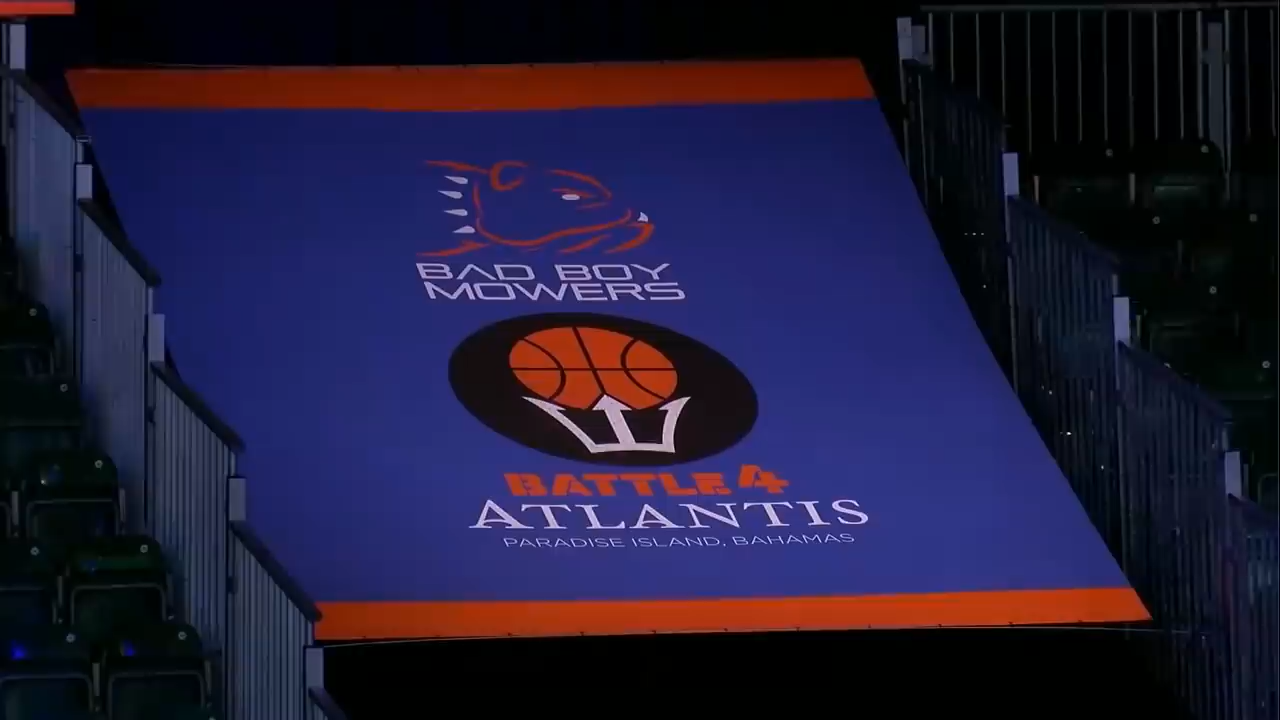 BAD BOY
MOWERS
BATTLE 4
ATLANTIS
PARADISE ISLAND, BAHAMAS